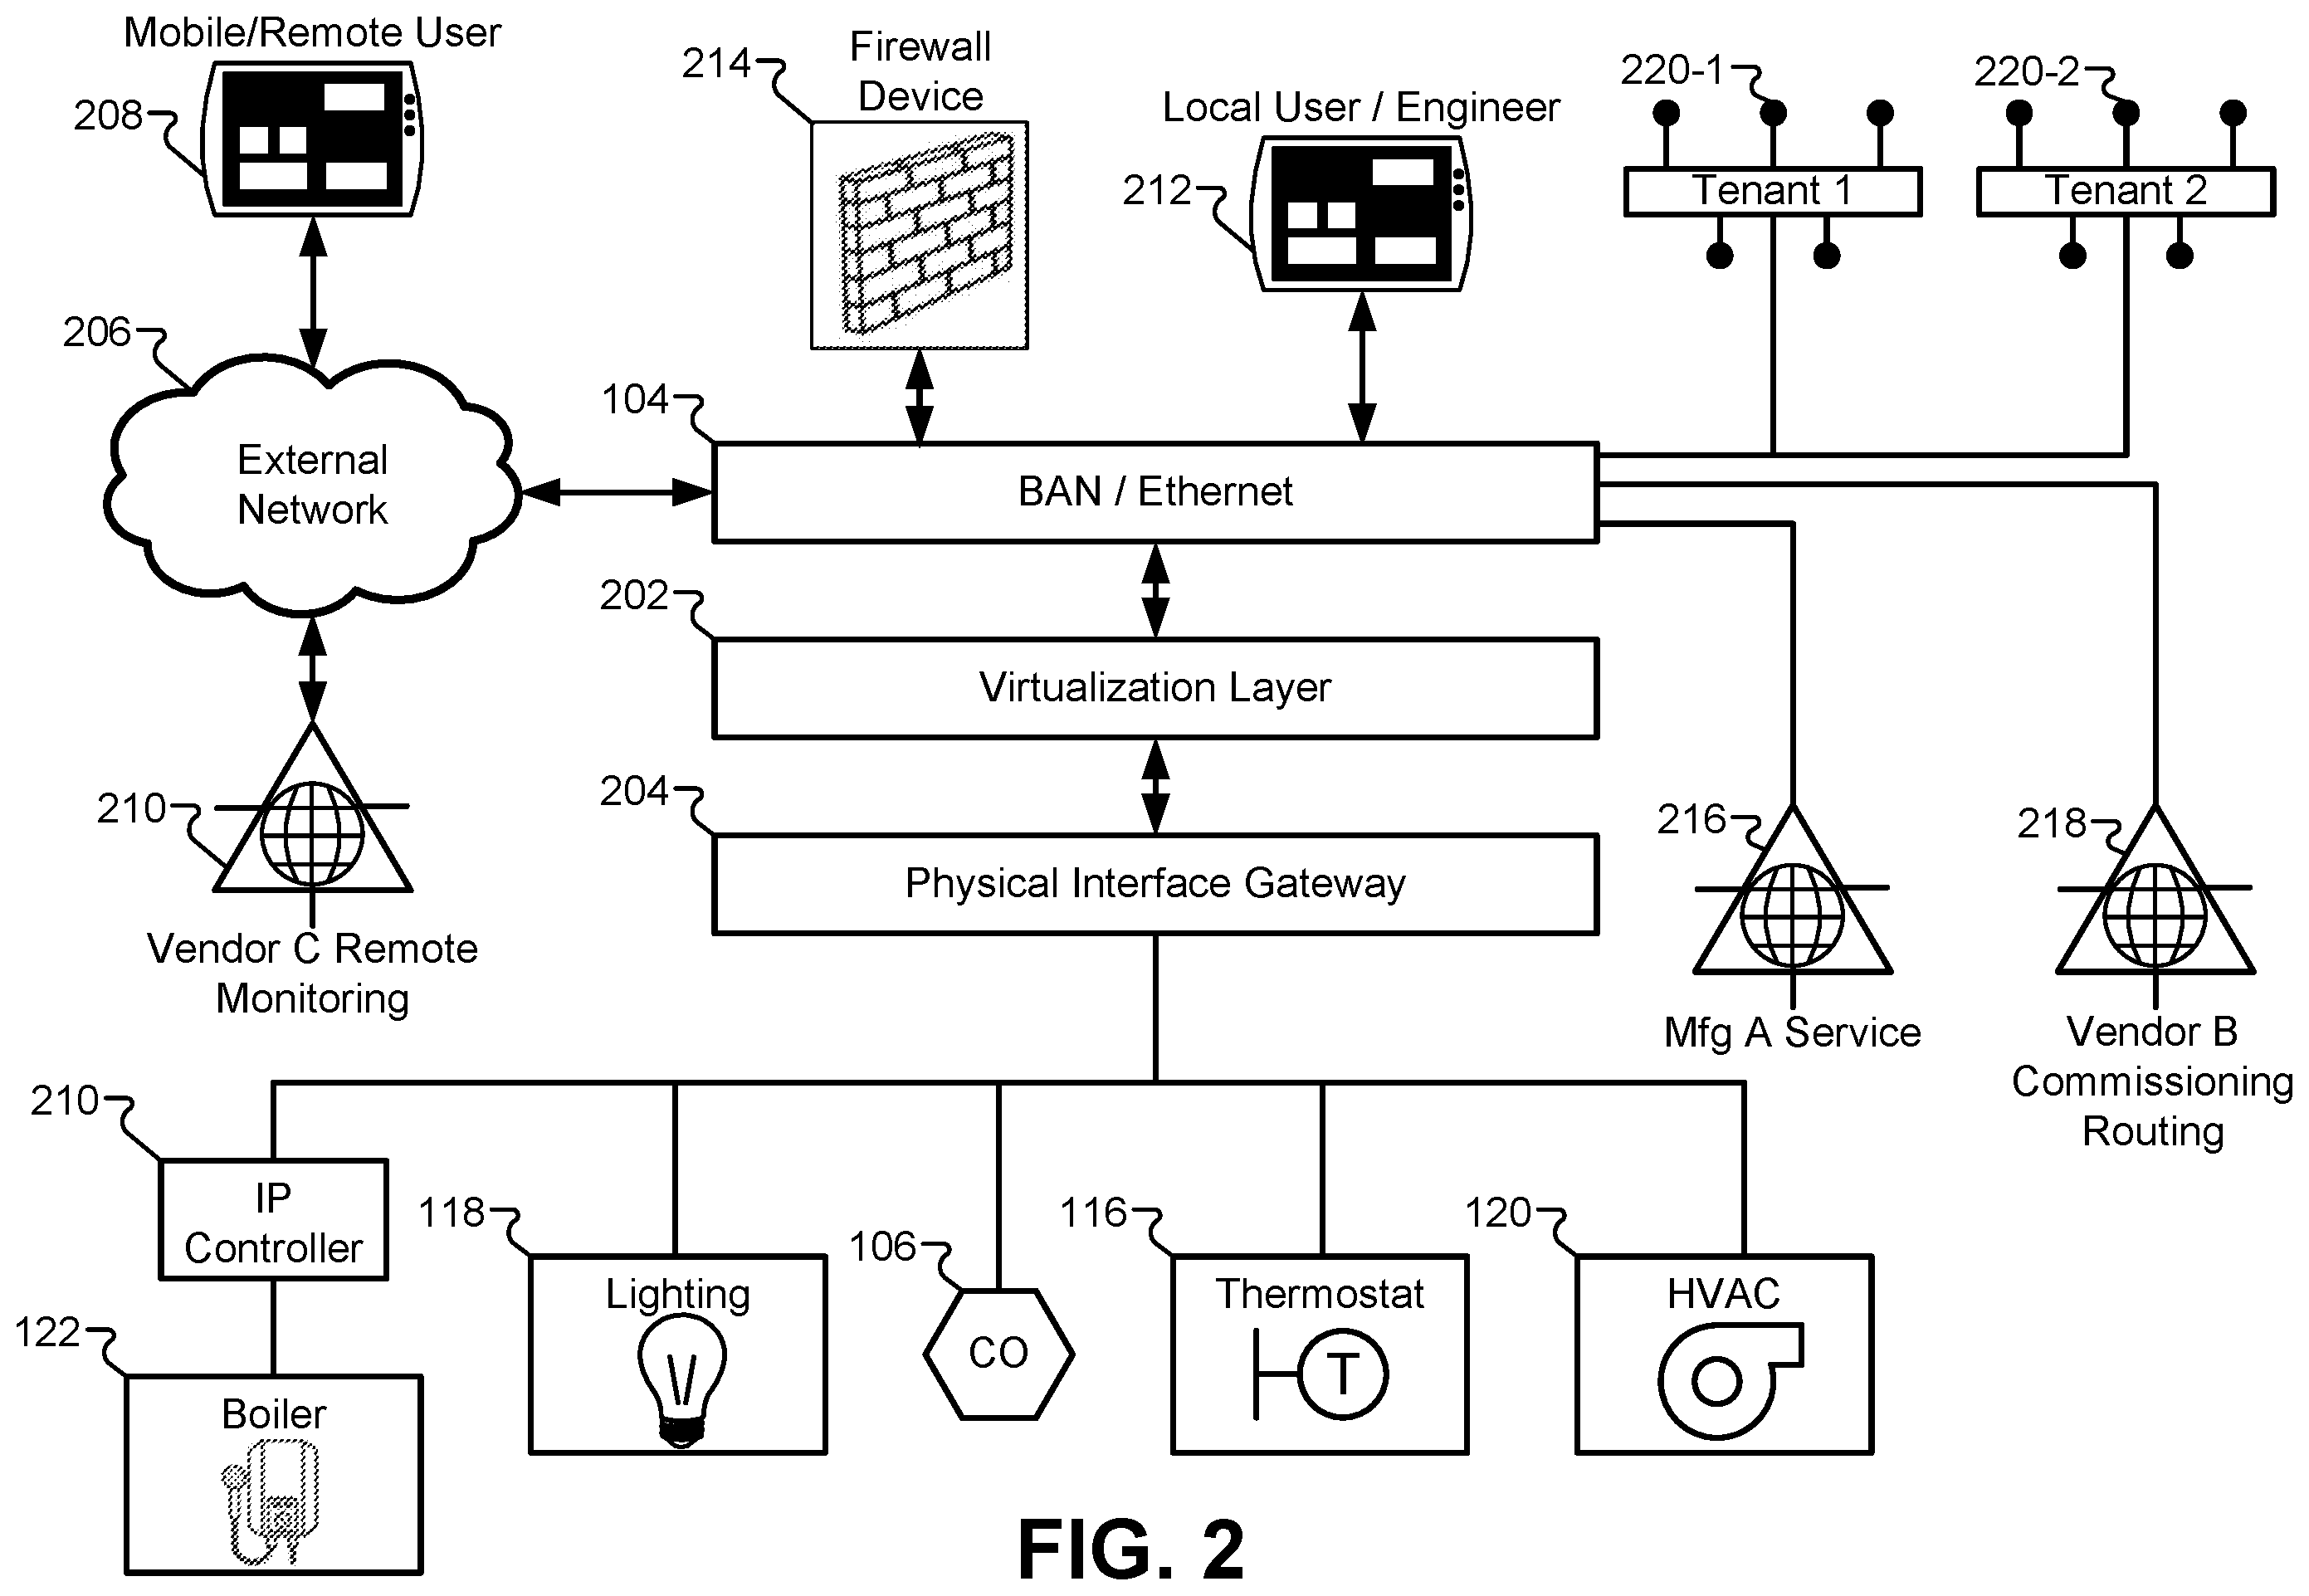 Mobile/Remote User
208
214
Firewall
Device
Local User / Engineer
212
220-1
220-2
Tenant 1
Tenant 2
206
External
Network
104
BAN / Ethernet
202
Virtualization Layer
204
Physical Interface Gateway
210
Vendor C Remote
Monitoring
216
Mfg A Service
218
Vendor B
Commissioning
Routing
210
IP
Controller
122
Boiler
118
Lighting
106
CO
116
Thermostat
T
120
HVAC
FIG. 2